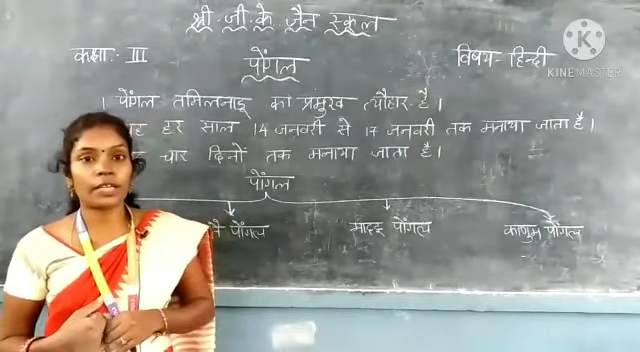 श्री. जी. के जैन स्कूल
KINEMASTER
कक्षा:- III
विषय- हिन्दी
पोंगल
1. पोंगल तमिलनाडू का प्रमुख त्यौहार है।
हर साल 14 जनवरी से 17 जनवरी तक मनाया जाता है।
चार दिनों तक मनाया जाता है।
पोंगल
पोंगल
माटू पोंगल
काणुम पोंगल